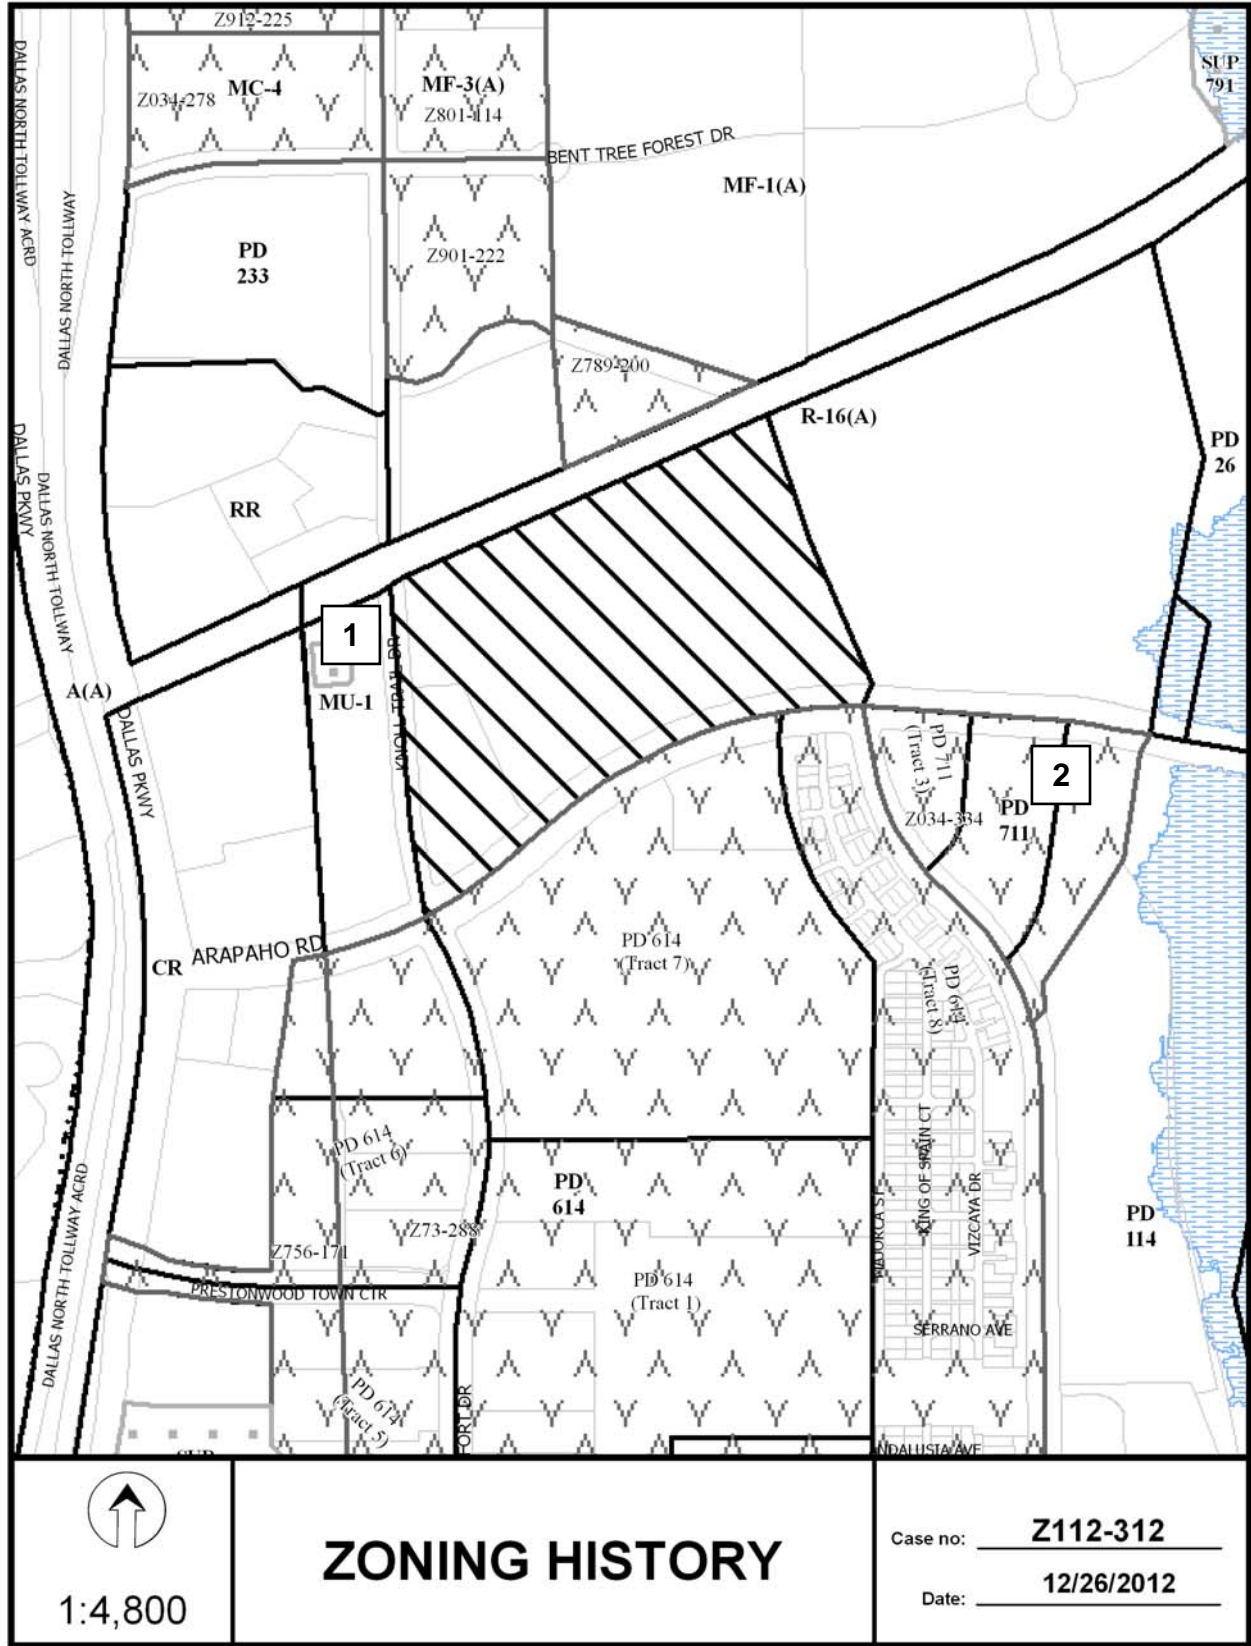 Z912-225
DALLAS NORTH TOLLWAY ACRD
SUP
791
MC-4
MF-3(A)
Z034-278
Z801-114
BENT TREE FOREST DR
MF-1(A)
DALLAS NORTH TOLLWAY
PD
233
Z901-222
Z789-200
R-16(A)
PD
26
DALLAS PKWY
DALLAS NORTH TOLLWAY
RR
1
KNOLL TRAIL DR
A(A)
MU-1
DALLAS PKWY
PD 711
(Tract 3)
2
PD
711
Z034-334
ARAPAHO RD
CR
PD 614
(Tract 7)
PD 614
(Tract 8)
PD 614
(Tract 6)
KING OF SPAIN CT
MAJORCA ST
VIZCAYA DR
PD
614
PD
114
Z73-288
Z756-171
PRESTONWOOD TOWN CTR
PD 614
(Tract 1)
DALLAS NORTH TOLLWAY ACRD
SERRANO AVE
PD 614
(Tract 5)
FORT DR
NDALUSIA AVE
SUP
1:4,800
ZONING HISTORY
Case no: Z112-312
Date: 12/26/2012